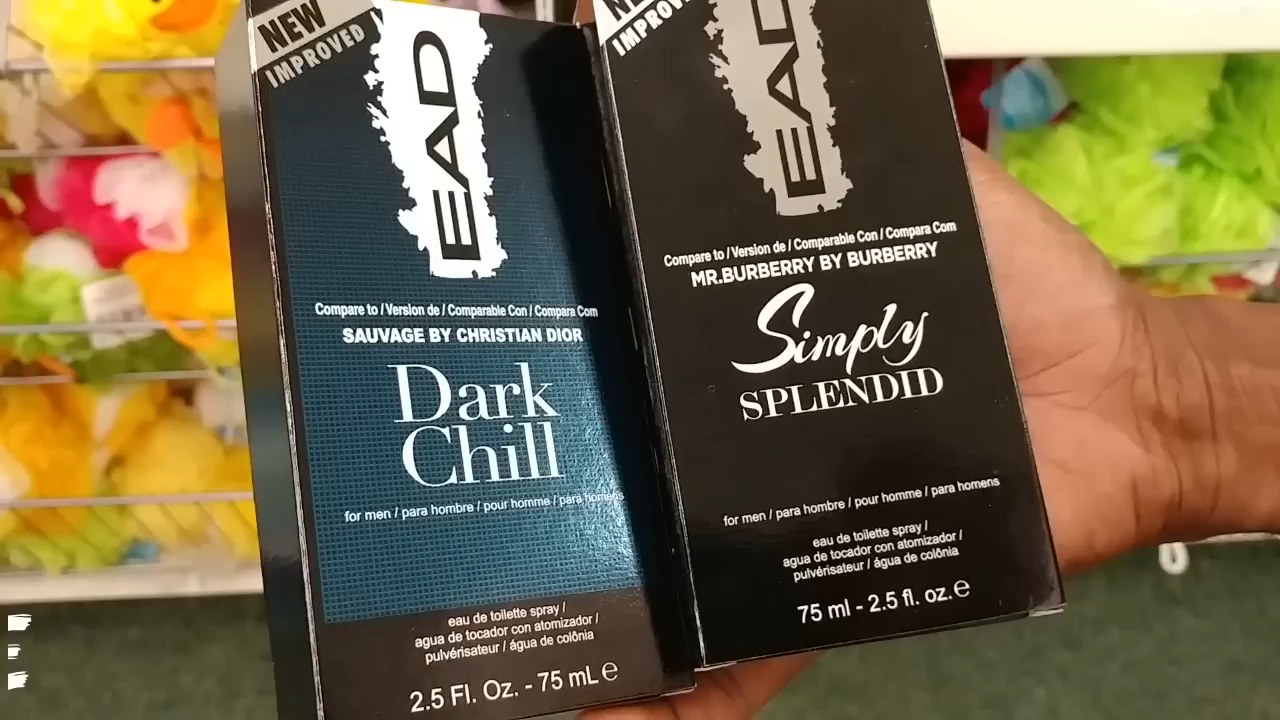 NEW
IMPROVED
EAD
Compare to / Version de / Comparable Con / Compara Com
SAUVAGE BY CHRISTIAN DIOR
Dark
Chill
for men / para hombre / pour homme / para homens
eau de toilette spray /
agua de tocador con atomizador /
pulvérisateur / água de colônia
2.5 Fl. Oz. - 75 mL e
IMPROVED
EAD
Compare to / Version de / Comparable Con / Compara Com
MR.BURBERRY BY BURBERRY
Simply
SPLENDID
for men / para hombre / pour homme / para homens
eau de toilette spray /
agua de tocador con atomizador /
pulvérisateur / água de colônia
75 ml - 2.5 fl. oz. e